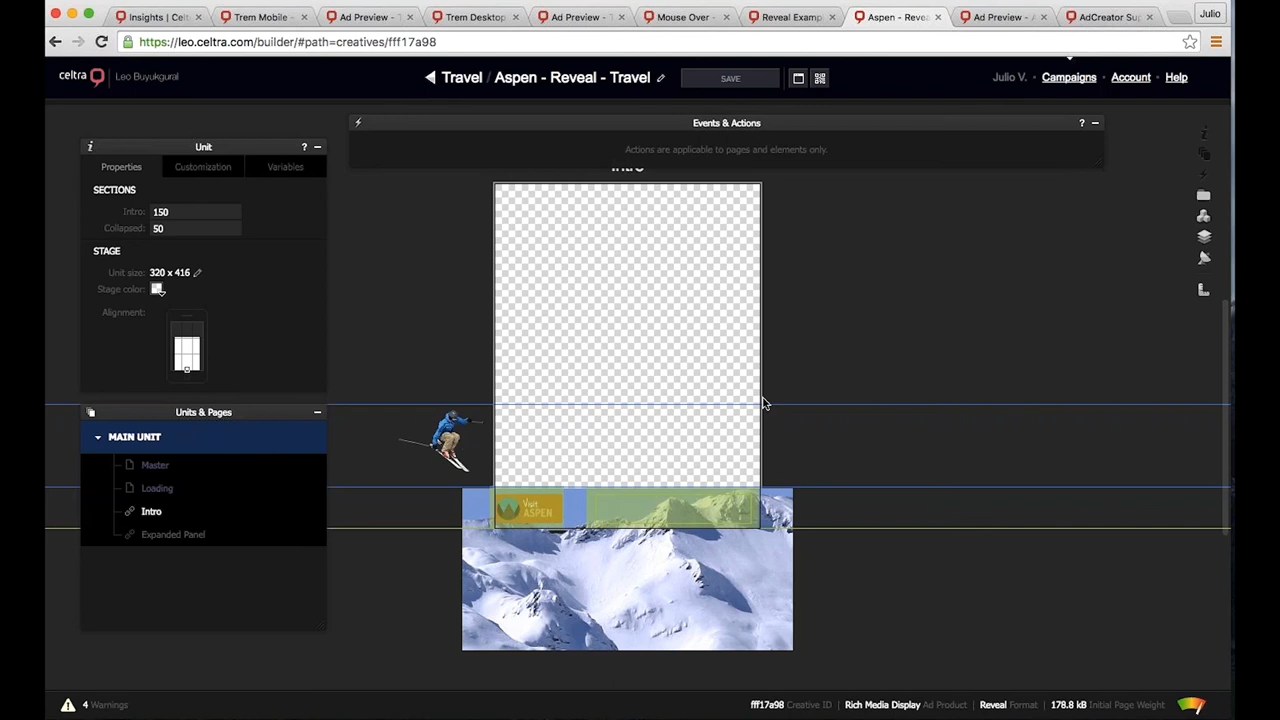 Insights | Celt
Trem Mobile -
Ad Preview - T
Trem Desktop
Ad Preview - T
Mouse Over -
Reveal Examp
Aspen - Revea
Ad Preview - A
AdCreator Su
Julio
https://leo.celtra.com/builder/#path=creatives/fff17a98
celtra
Leo Buyukgural
Travel / Aspen - Reveal - Travel
SAVE
Julio V.
Campaigns
Account
Help
Events & Actions
? –
Actions are applicable to pages and elements only.
Intro
Unit
? –
Properties
Customization
Variables
SECTIONS
Intro: 150
Collapsed: 50
STAGE
Unit size: 320 x 416
Stage color:
Alignment:
Units & Pages
MAIN UNIT
Master
Loading
Intro
Expanded Panel
Visit
ASPEN
4 Warnings
fff17a98 Creative ID
Rich Media Display Ad Product
Reveal Format
178.8 kB Initial Page Weight